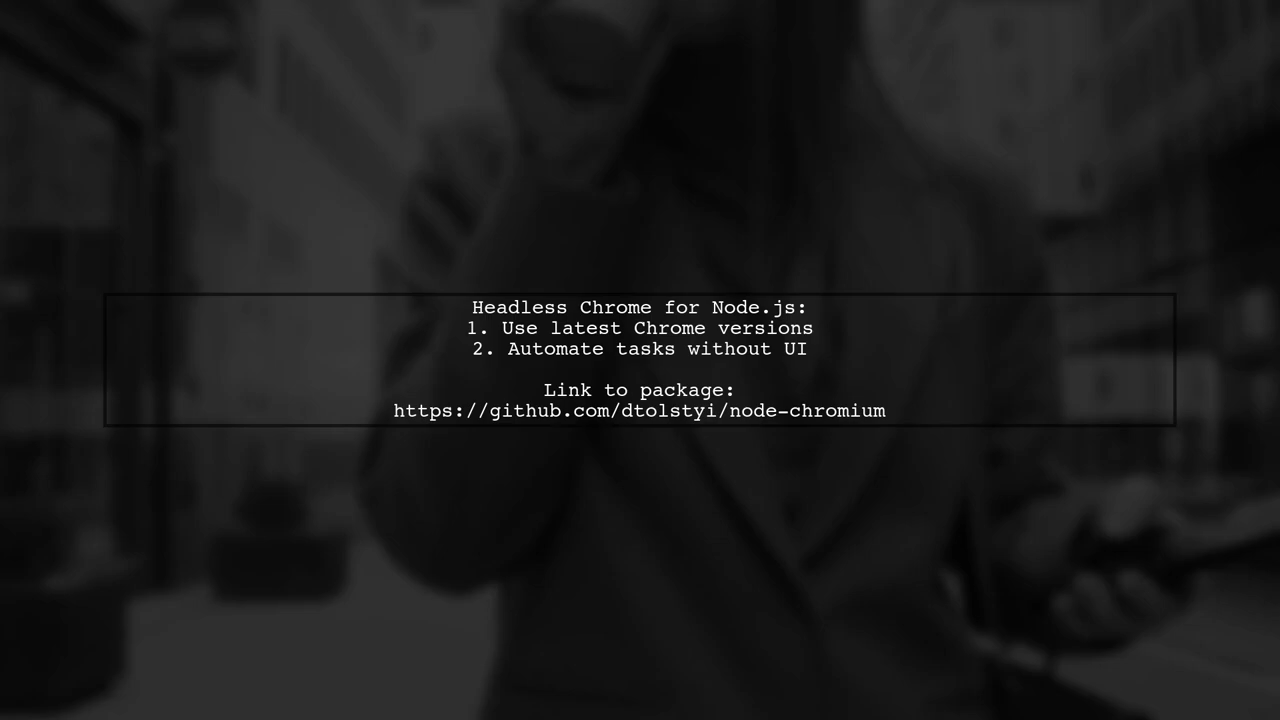 Headless Chrome for Node.js:
1. Use latest Chrome versions
2. Automate tasks without UI
Link to package:
https://github.com/dtolstyi/node-chromium